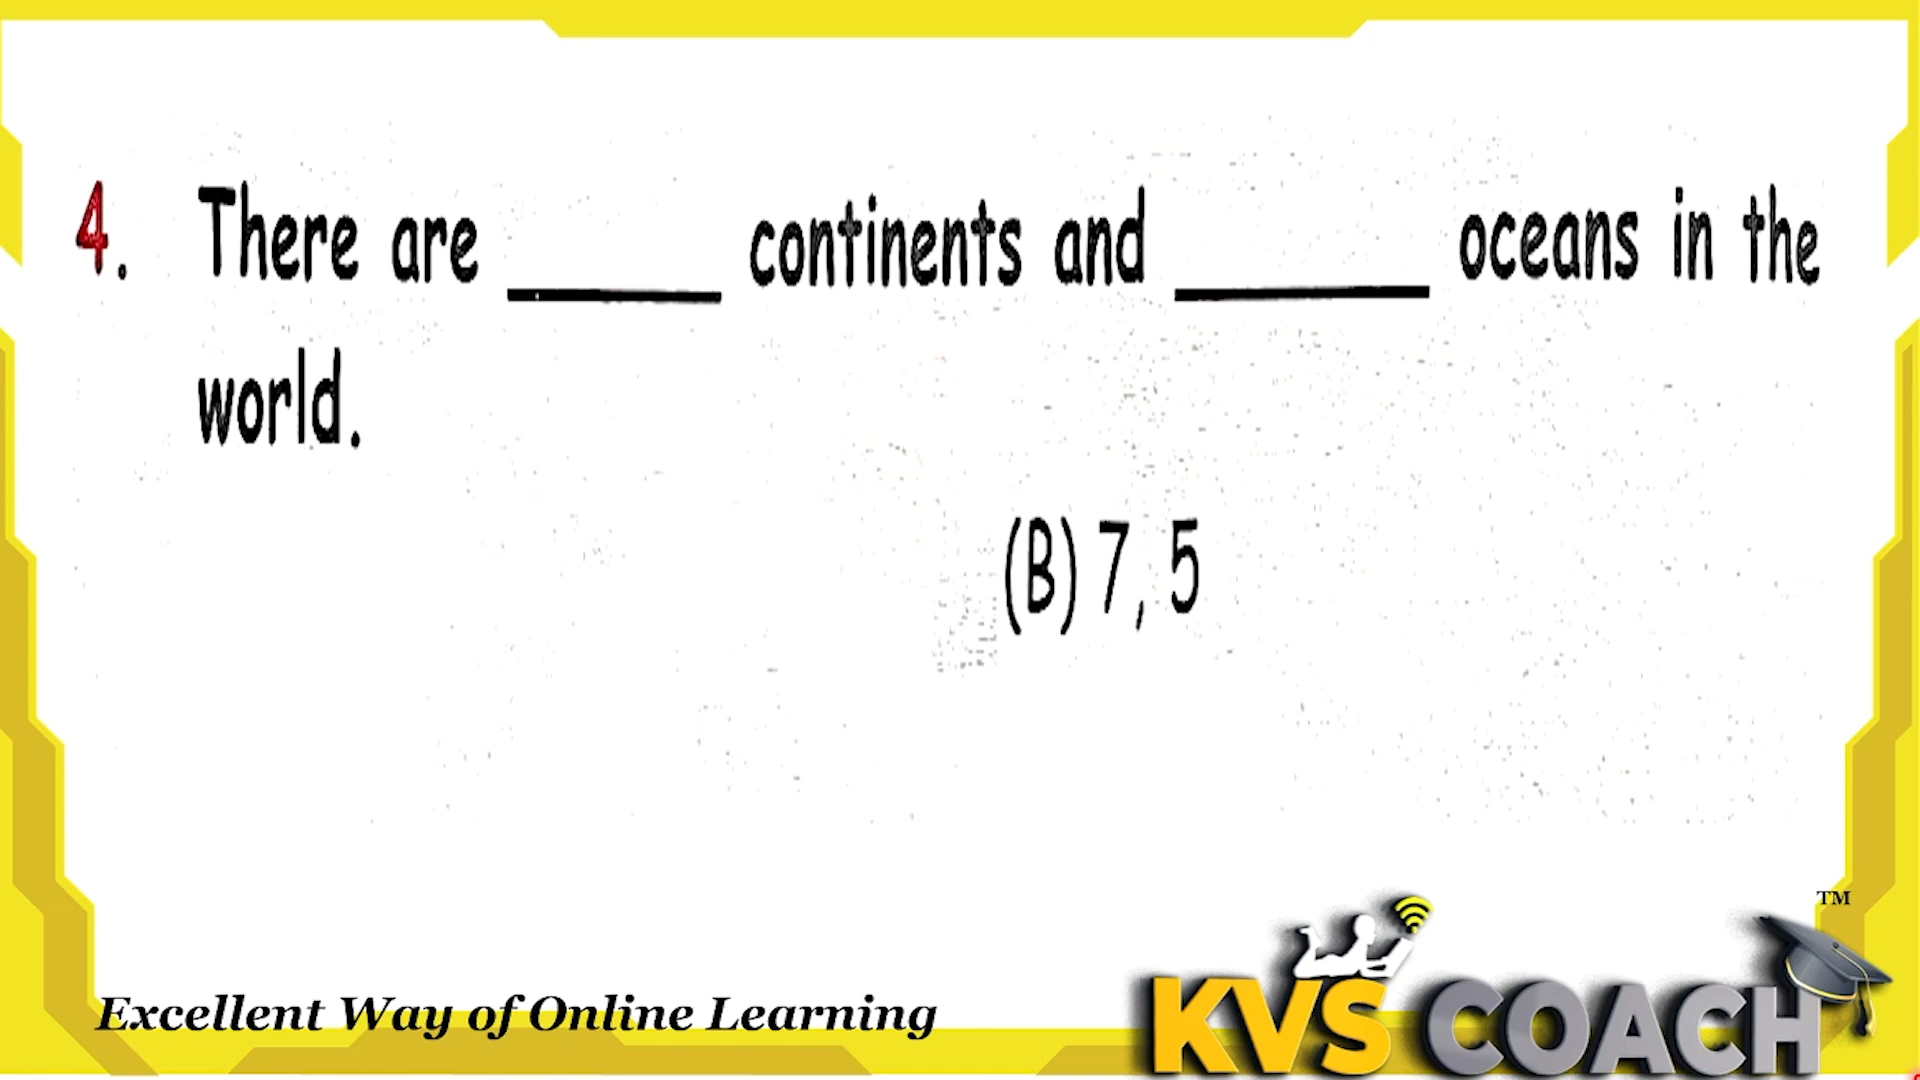 4. There are _____ continents and _____ oceans in the
world.
(B) 7, 5
TM
Excellent Way of Online Learning
KVS COACH